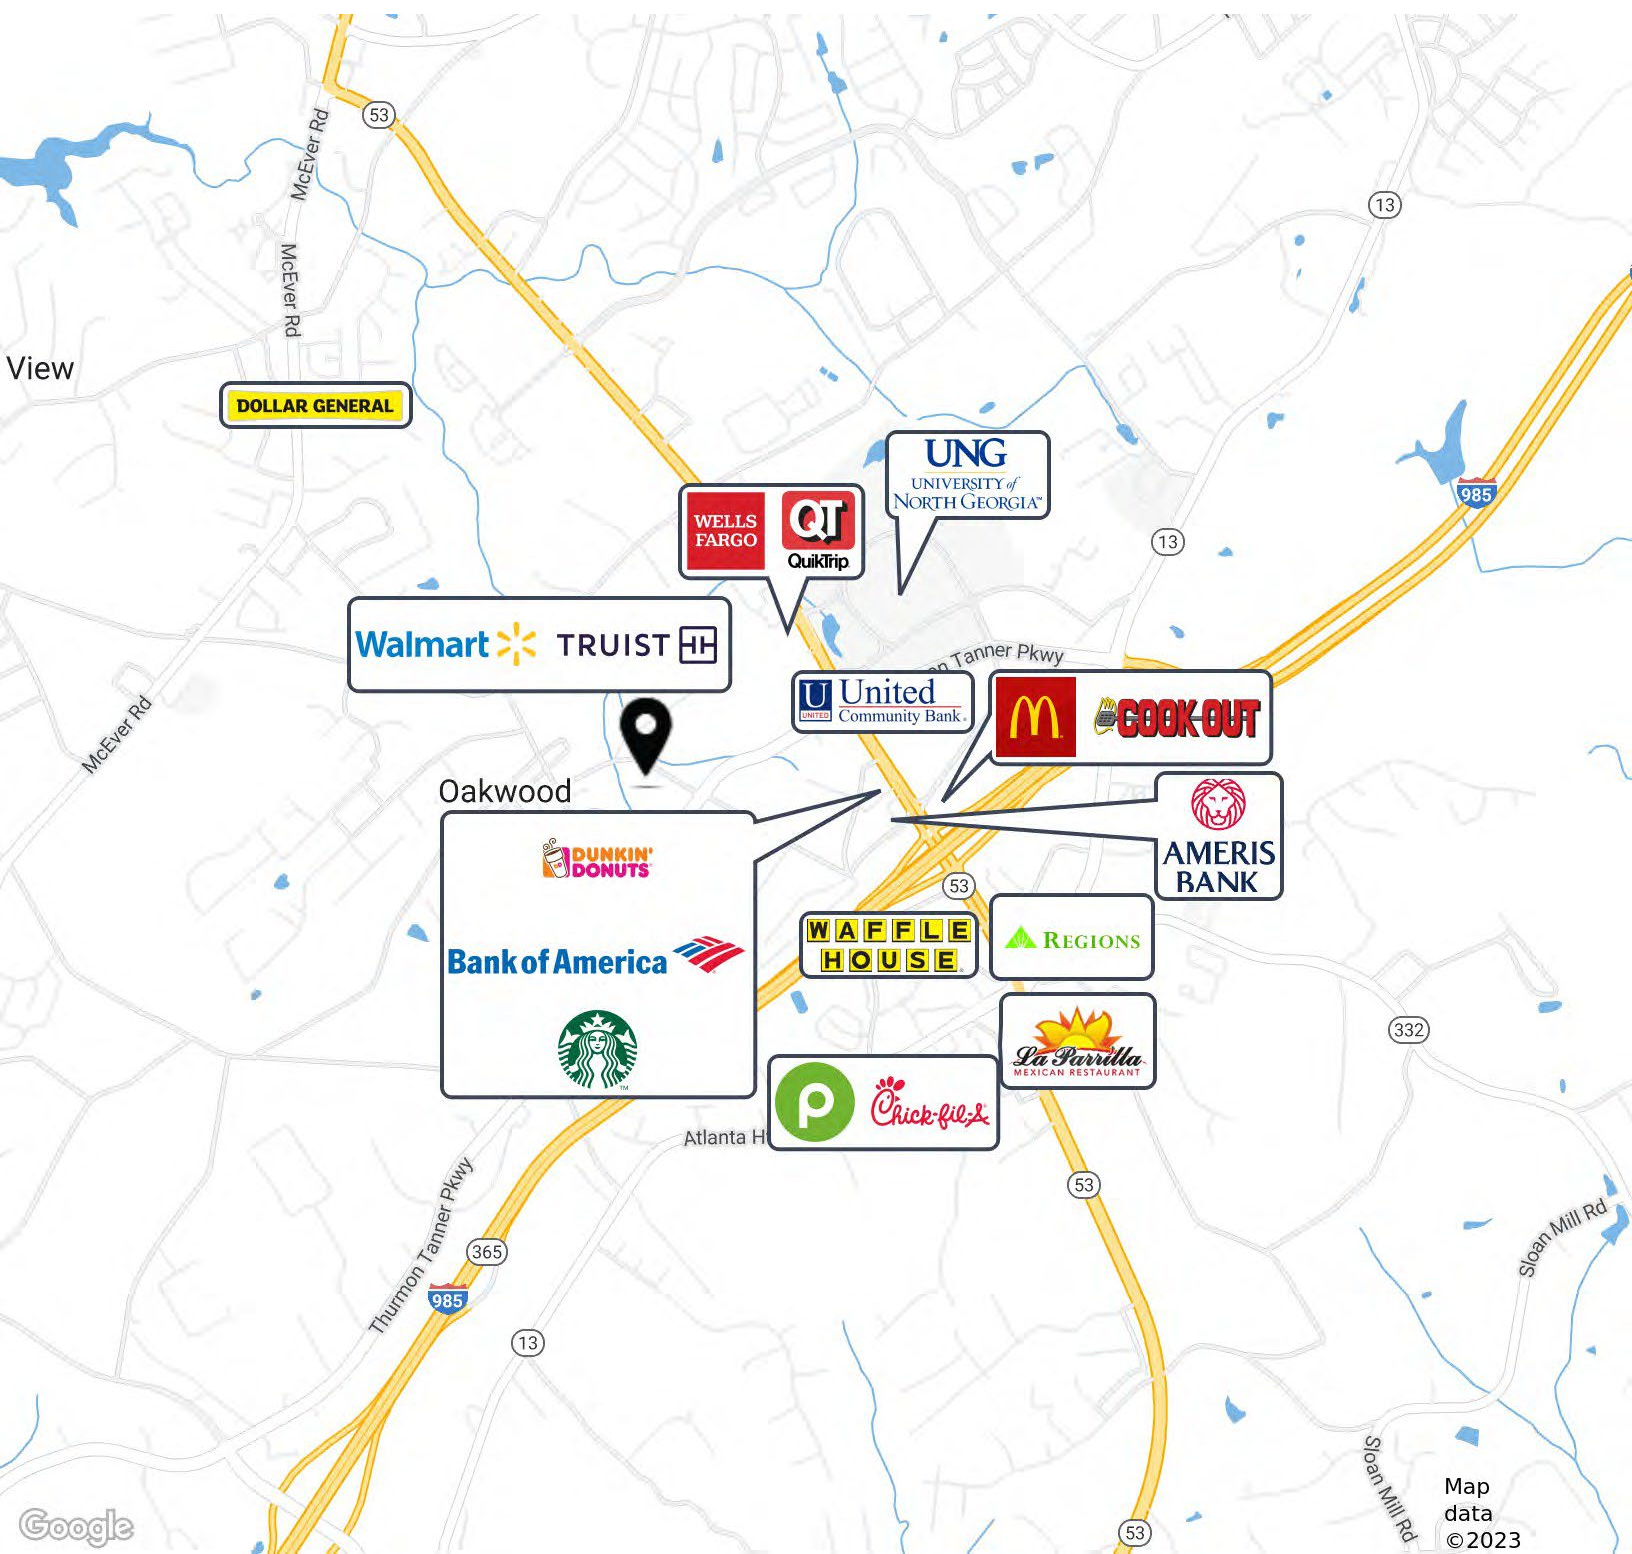 53
McEver Rd
13
McEver Rd
View
DOLLAR GENERAL
UNG
UNIVERSITY of
NORTH GEORGIA™
985
WELLS
FARGO
QT
QuikTrip
13
Walmart
TRUIST
Tanner Pkwy
U
UNITED
United
Community Bank
COOK OUT
McEver Rd
Oakwood
AMERIS
BANK
DUNKIN'
DONUTS
53
WAFFLE
HOUSE
REGIONS
Bank of America
332
La Parrilla
MEXICAN RESTAURANT
TM
Chick-fil-A
Atlanta H
53
Thurmon Tanner Pkwy
Sloan Mill Rd
365
985
13
Sloan Mill Rd
Map
data
©2023
Google
53